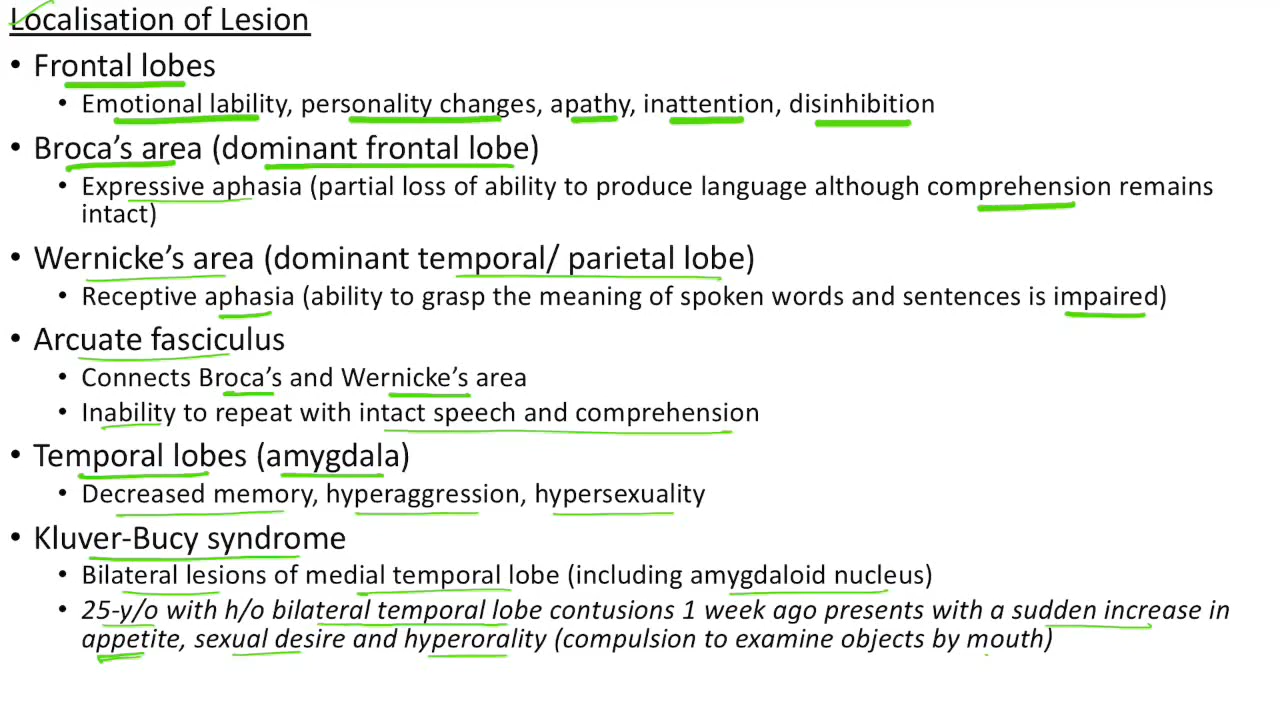 Localisation of Lesion
• Frontal lobes
• Emotional lability, personality changes, apathy, inattention, disinhibition
• Broca's area (dominant frontal lobe)
• Expressive aphasia (partial loss of ability to produce language although comprehension remains
intact)
• Wernicke's area (dominant temporal/ parietal lobe)
• Receptive aphasia (ability to grasp the meaning of spoken words and sentences is impaired)
• Arcuate fasciculus
• Connects Broca's and Wernicke's area
• Inability to repeat with intact speech and comprehension
• Temporal lobes (amygdala)
• Decreased memory, hyperaggression, hypersexuality
• Kluver-Bucy syndrome
• Bilateral lesions of medial temporal lobe (including amygdaloid nucleus)
• 25-y/o with h/o bilateral temporal lobe contusions 1 week ago presents with a sudden increase in
appetite, sexual desire and hyperorality (compulsion to examine objects by mouth)